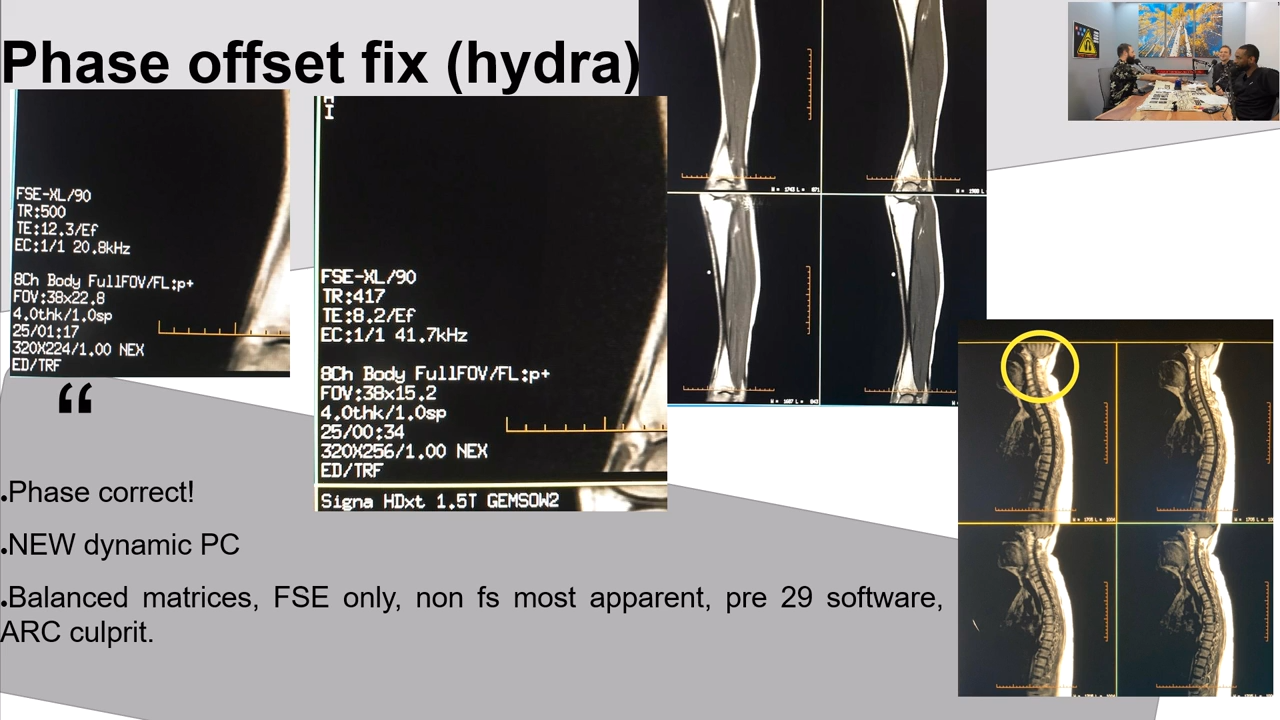 Phase offset fix (hydra)
FSE-XL/90
TR:500
TE:12.3/Ef
EC:1/1 20.8kHz
8Ch Body FullFOV/FL:p+
FOV:38x22.8
4.0thk/1.0sp
25/01:17
320X224/1.00 NEX
ED/TRF
I
FSE-XL/90
TR:417
TE:8.2/Ef
EC:1/1 41.7kHz
8Ch Body FullFOV/FL:p+
FOV:38x15.2
4.0thk/1.0sp
25/00:34
320X256/1.00 NEX
ED/TRF
Signa HDxt 1.5T GEMSOW2
“
•Phase correct!
•NEW dynamic PC
•Balanced matrices, FSE only, non fs most apparent, pre 29 software,
ARC culprit.